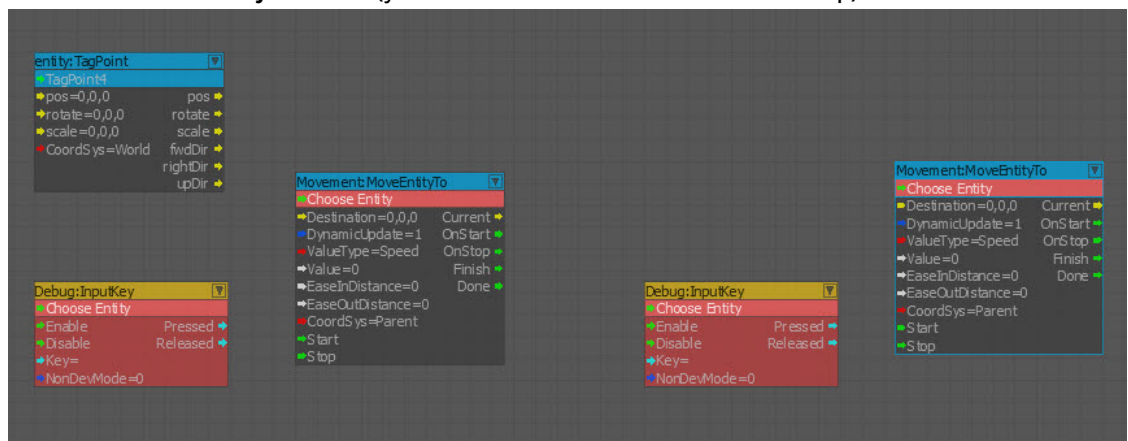 entity:TagPoint
TagPoint4
pos=0,0,0 pos
rotate=0,0,0 rotate
scale=0,0,0 scale
CoordSys=World fwdDir
rightDir
upDir
Movement:MoveEntityTo
Choose Entity
Destination=0,0,0 Current
DynamicUpdate=1 OnStart
ValueType=Speed OnStop
Value=0 Finish
EaseInDistance=0 Done
EaseOutDistance=0
CoordSys=Parent
Start
Stop
Debug:InputKey
Choose Entity
Enable Pressed
Disable Released
Key=
NonDevMode=0
Debug:InputKey
Choose Entity
Enable Pressed
Disable Released
Key=
NonDevMode=0
Movement:MoveEntityTo
Choose Entity
Destination=0,0,0 Current
DynamicUpdate=1 OnStart
ValueType=Speed OnStop
Value=0 Finish
EaseInDistance=0 Done
EaseOutDistance=0
CoordSys=Parent
Start
Stop